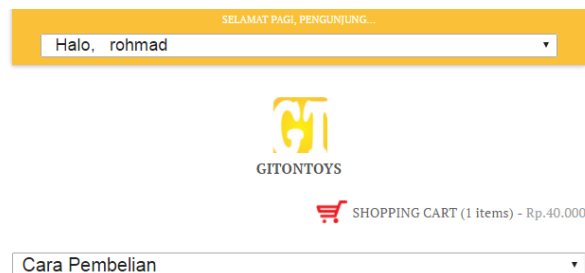 SELAMAT PAGI, PENGUNJUNG...
Halo, rohmad
GT
GITONTOYS
SHOPPING CART (1 items) - Rp.40.000
Cara Pembelian